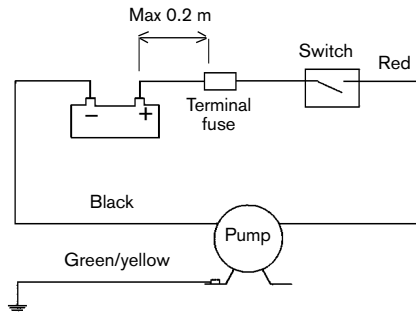 Max 0.2 m
Switch
Red
Terminal
fuse
− +
Black
Pump
Green/yellow